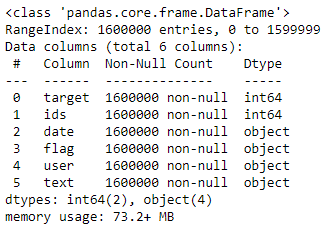 <class 'pandas.core.frame.DataFrame'>
RangeIndex: 1600000 entries, 0 to 1599999
Data columns (total 6 columns):
 #   Column  Non-Null Count    Dtype
---  ------  --------------    -----
 0   target  1600000 non-null  int64
 1   ids     1600000 non-null  int64
 2   date    1600000 non-null  object
 3   flag    1600000 non-null  object
 4   user    1600000 non-null  object
 5   text    1600000 non-null  object
dtypes: int64(2), object(4)
memory usage: 73.2+ MB